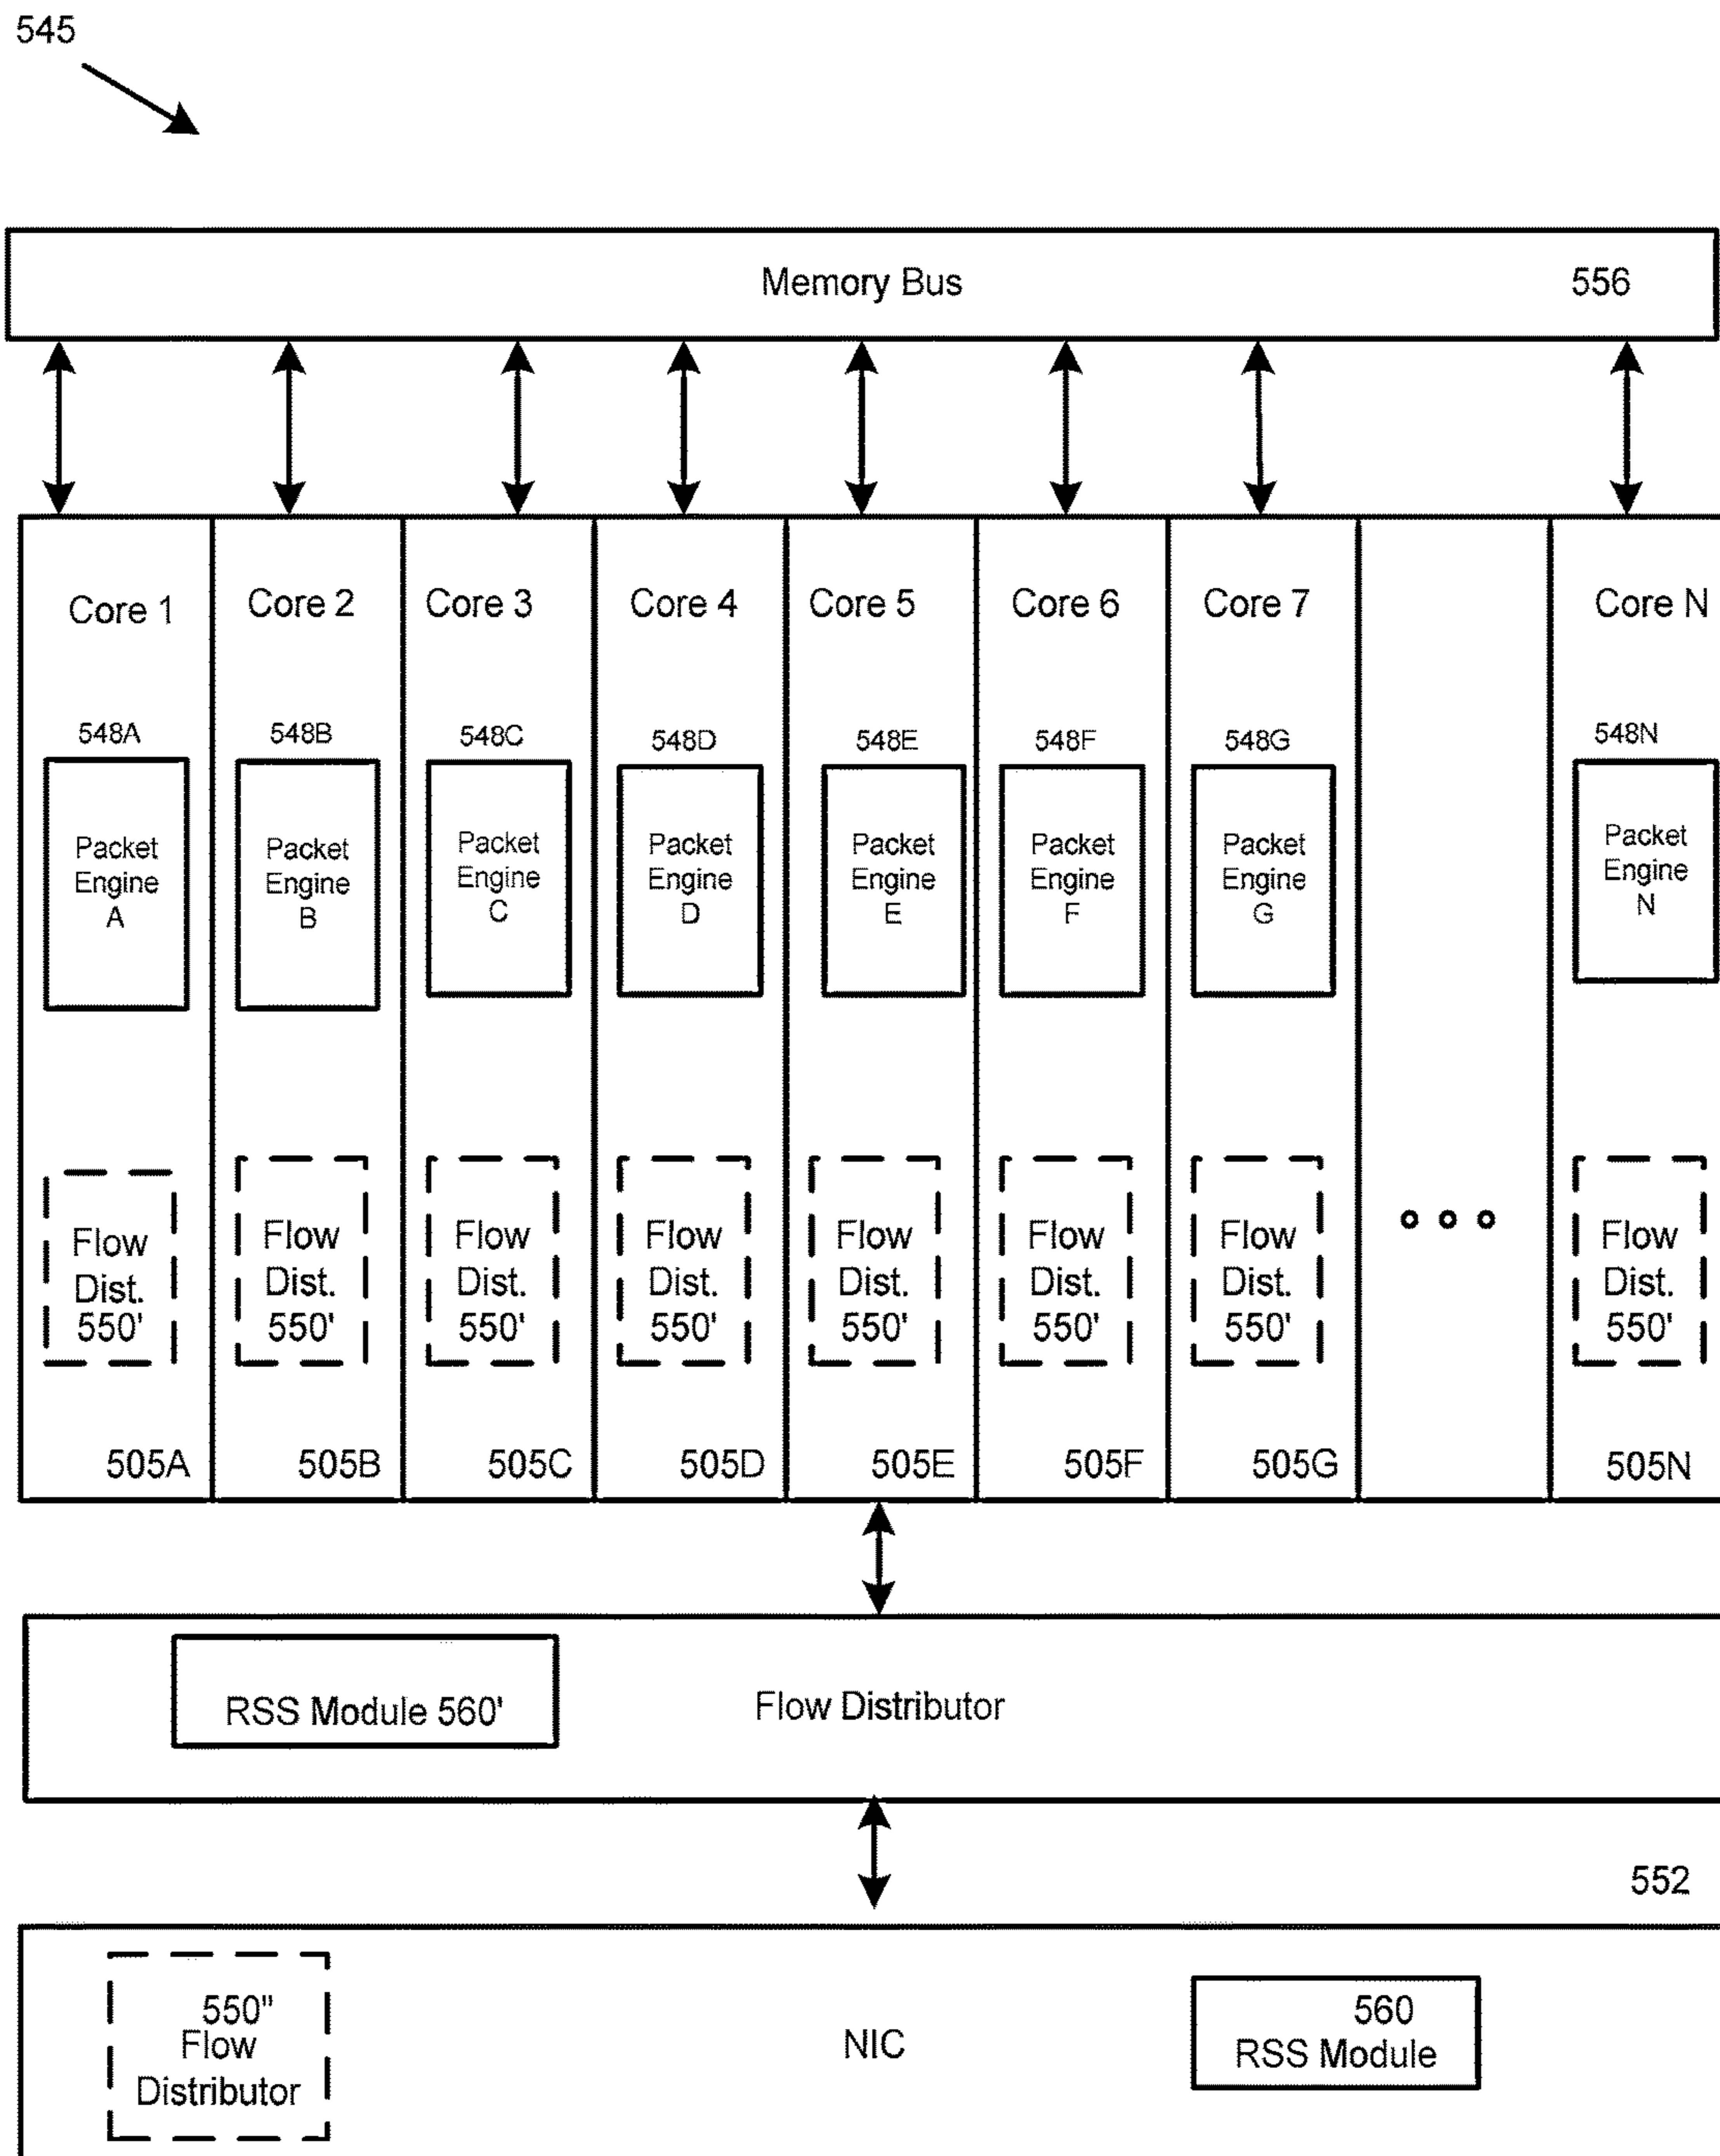 545
Memory Bus 556
Core 1 Core 2 Core 3 Core 4 Core 5 Core 6 Core 7 Core N
548A 548B 548C 548D 548E 548F 548G 548N
Packet Engine A
Packet Engine B
Packet Engine C
Packet Engine D
Packet Engine E
Packet Engine F
Packet Engine G
Packet Engine N
Flow Dist. 550'
Flow Dist. 550'
Flow Dist. 550'
Flow Dist. 550'
Flow Dist. 550'
Flow Dist. 550'
Flow Dist. 550'
Flow Dist. 550'
505A 505B 505C 505D 505E 505F 505G 505N
RSS Module 560' Flow Distributor
552
550"
Flow
Distributor
NIC
560
RSS Module